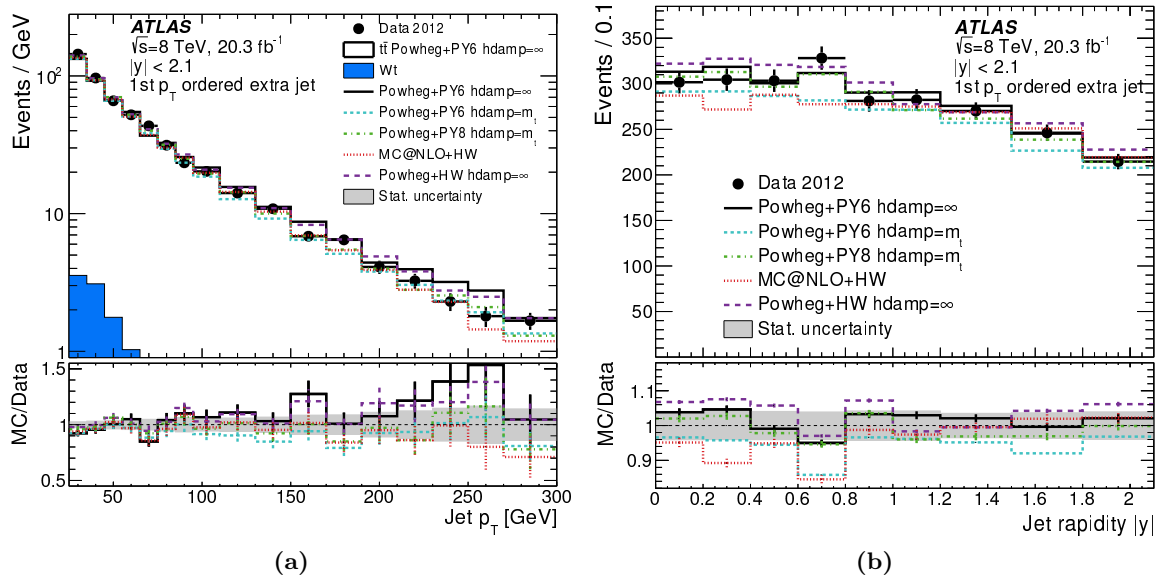 ATLAS
√s=8 TeV, 20.3 fb⁻¹
|y| < 2.1
1st p_T ordered extra jet
Data 2012
tt̄ Powheg+PY6 hdamp=∞
Wt
Powheg+PY6 hdamp=∞
Powheg+PY6 hdamp=m_t
Powheg+PY8 hdamp=m_t
MC@NLO+HW
Powheg+HW hdamp=∞
Stat. uncertainty
Events / GeV
10²
10
1
MC/Data
1.5
1
0.5
50 100 150 200 250 300
Jet p_T [GeV]
(a)
ATLAS
√s=8 TeV, 20.3 fb⁻¹
|y| < 2.1
1st p_T ordered extra jet
Events / 0.1
350
300
250
200
150
100
50
0
Data 2012
Powheg+PY6 hdamp=∞
Powheg+PY6 hdamp=m_t
Powheg+PY8 hdamp=m_t
MC@NLO+HW
Powheg+HW hdamp=∞
Stat. uncertainty
MC/Data
1.1
1
0.9
0 0.2 0.4 0.6 0.8 1 1.2 1.4 1.6 1.8 2
Jet rapidity |y|
(b)